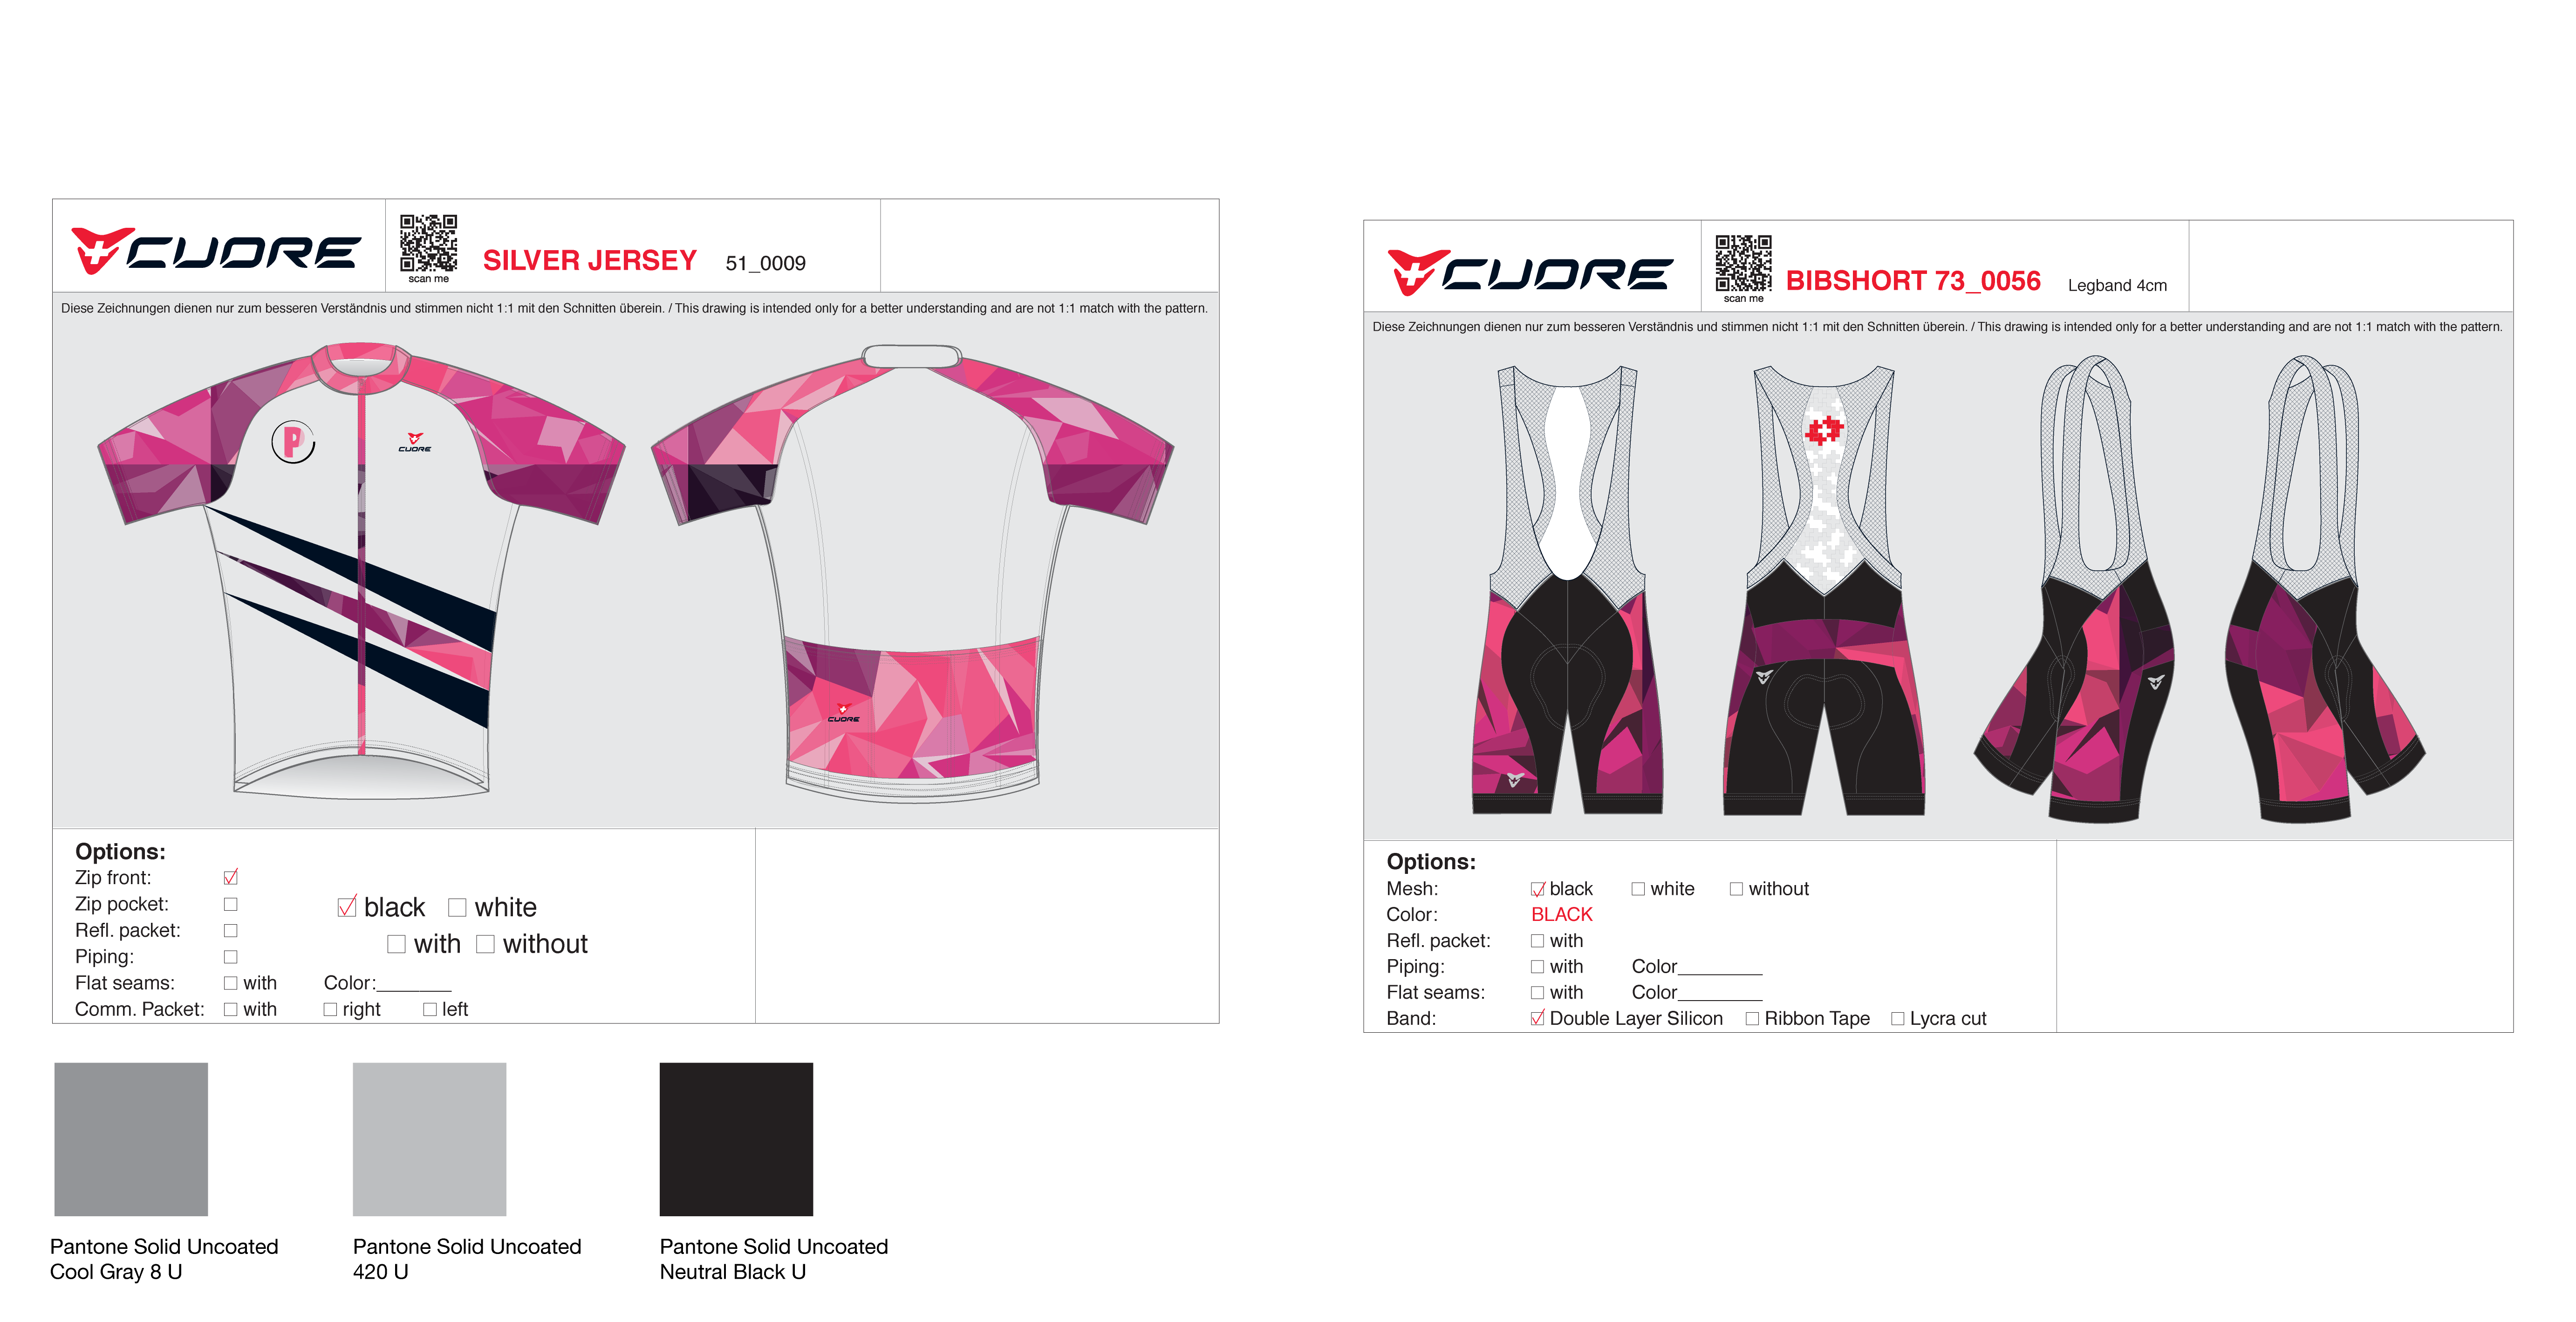 CUORE
scan me
SILVER JERSEY 51_0009
Diese Zeichnungen dienen nur zum besseren Verständnis und stimmen nicht 1:1 mit den Schnitten überein. / This drawing is intended only for a better understanding and are not 1:1 match with the pattern.
P
CUORE
CUORE
Options:
Zip front:
Zip pocket:
black white
Refl. packet:
with without
Piping:
Flat seams: with Color:_______
Comm. Packet: with right left
CUORE
scan me
BIBSHORT 73_0056 Legband 4cm
Diese Zeichnungen dienen nur zum besseren Verständnis und stimmen nicht 1:1 mit den Schnitten überein. / This drawing is intended only for a better understanding and are not 1:1 match with the pattern.
Options:
Mesh: black white without
Color: BLACK
Refl. packet: with
Piping: with Color________
Flat seams: with Color________
Band: Double Layer Silicon Ribbon Tape Lycra cut
Pantone Solid Uncoated
Cool Gray 8 U
Pantone Solid Uncoated
420 U
Pantone Solid Uncoated
Neutral Black U